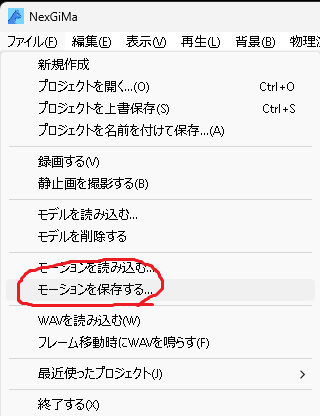 NexGiMa
ファイル(F) 編集(E) 表示(V) 再生(L) 背景(B) 物理
新規作成
プロジェクトを開く...(O) Ctrl+O
プロジェクトを上書保存(S) Ctrl+S
プロジェクトを名前を付けて保存...(A)
録画する(V)
静止画を撮影する(B)
モデルを読み込む...
モデルを削除する
モーションを読み込む...
モーションを保存する...
WAVを読み込む(W)
フレーム移動時にWAVを鳴らす(F)
最近使ったプロジェクト(J)
終了する(X)